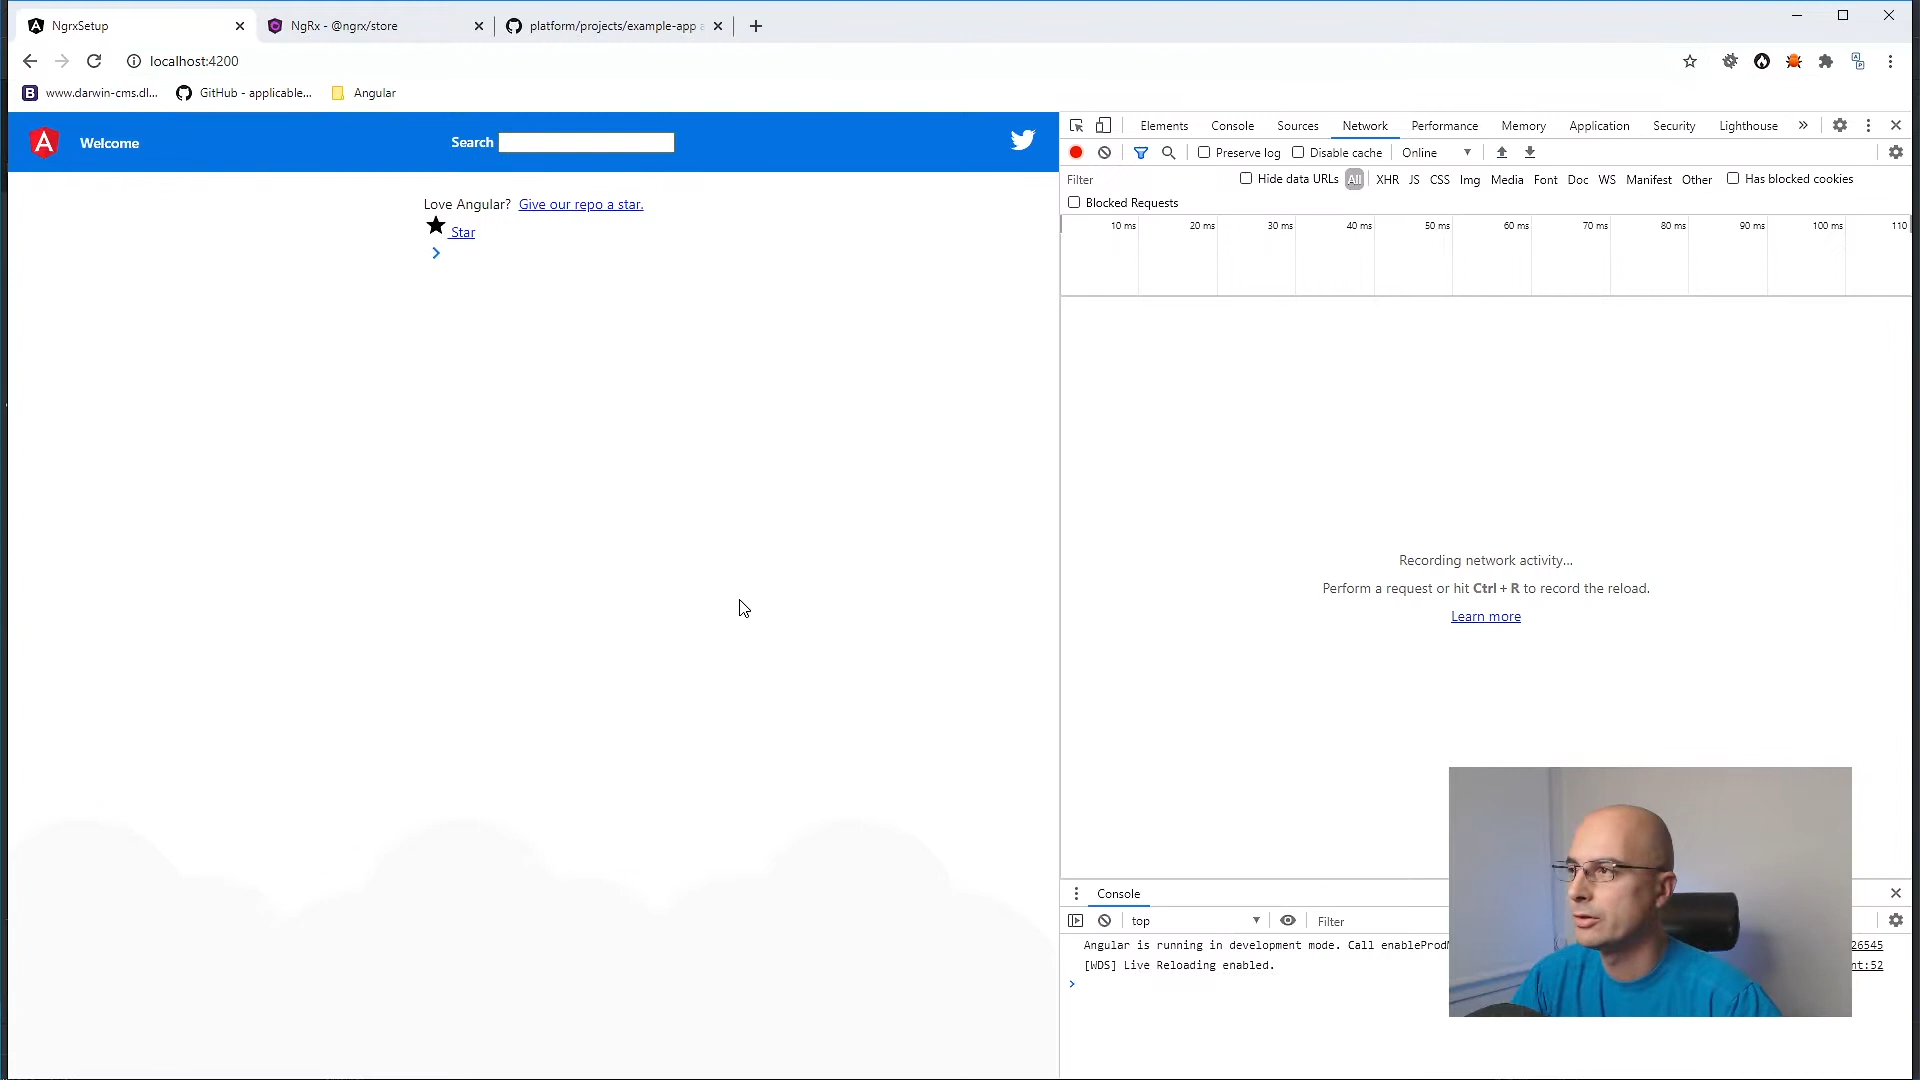 NgrxSetup
NgRx - @ngrx/store
platform/projects/example-app
localhost:4200
www.darwin-cms.dl...
GitHub - applicable...
Angular
Welcome
Search
Love Angular? Give our repo a star.
Star
Elements Console Sources Network Performance Memory Application Security Lighthouse
Preserve log Disable cache Online
Filter Hide data URLs All XHR JS CSS Img Media Font Doc WS Manifest Other Has blocked cookies
Blocked Requests
10 ms 20 ms 30 ms 40 ms 50 ms 60 ms 70 ms 80 ms 90 ms 100 ms 110
Recording network activity...
Perform a request or hit Ctrl + R to record the reload.
Learn more
Console
top Filter
Angular is running in development mode. Call 26545
[WDS] Live Reloading enabled. nt:52